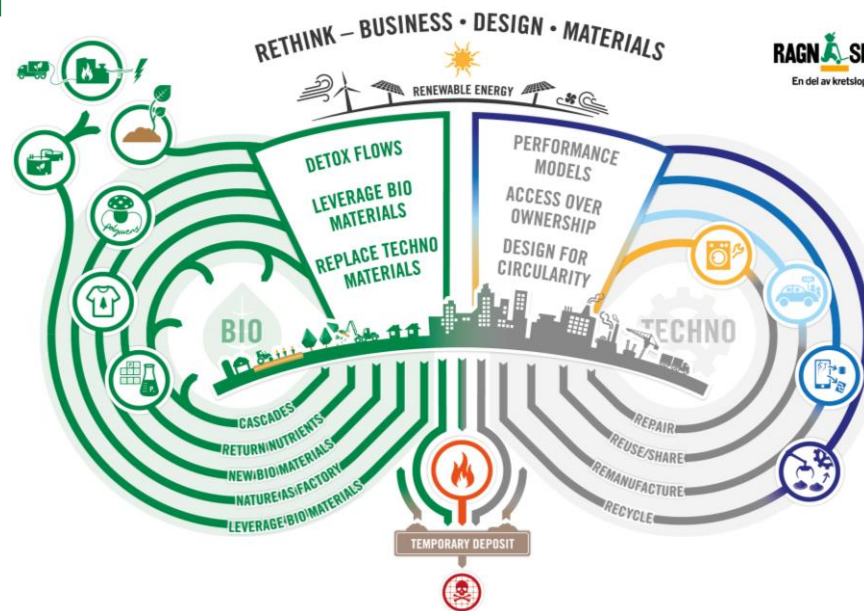 RETHINK – BUSINESS • DESIGN • MATERIALS
RAGN
En del av
RENEWABLE ENERGY
DETOX FLOWS
LEVERAGE BIO
MATERIALS
REPLACE TECHNO
MATERIALS
PERFORMANCE
MODELS
ACCESS OVER
OWNERSHIP
DESIGN FOR
CIRCULARITY
Polymers
BIO
TECHNO
CASCADES
RETURN NUTRIENTS
NEW BIO MATERIALS
NATURE AS FACTORY
LEVERAGE BIO MATERIALS
REPAIR
REUSE/SHARE
REMANUFACTURE
RECYCLE
TEMPORARY DEPOSIT